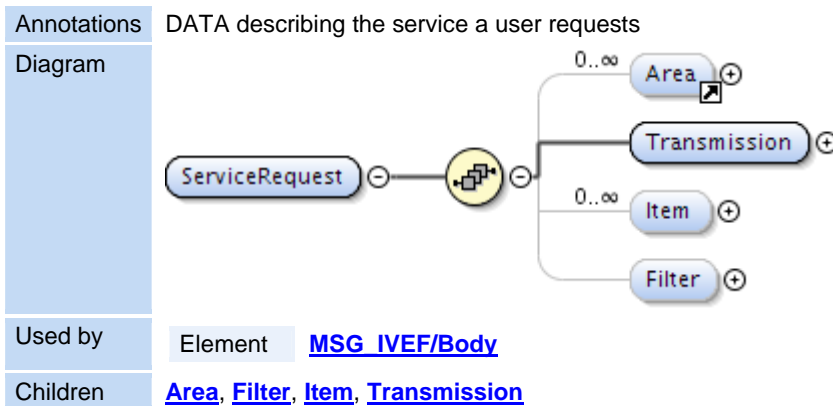 Annotations DATA describing the service a user requests
Diagram
0..∞
Area
Transmission
ServiceRequest
0..∞
Item
Filter
Used by Element MSG_IVEF/Body
Children Area, Filter, Item, Transmission